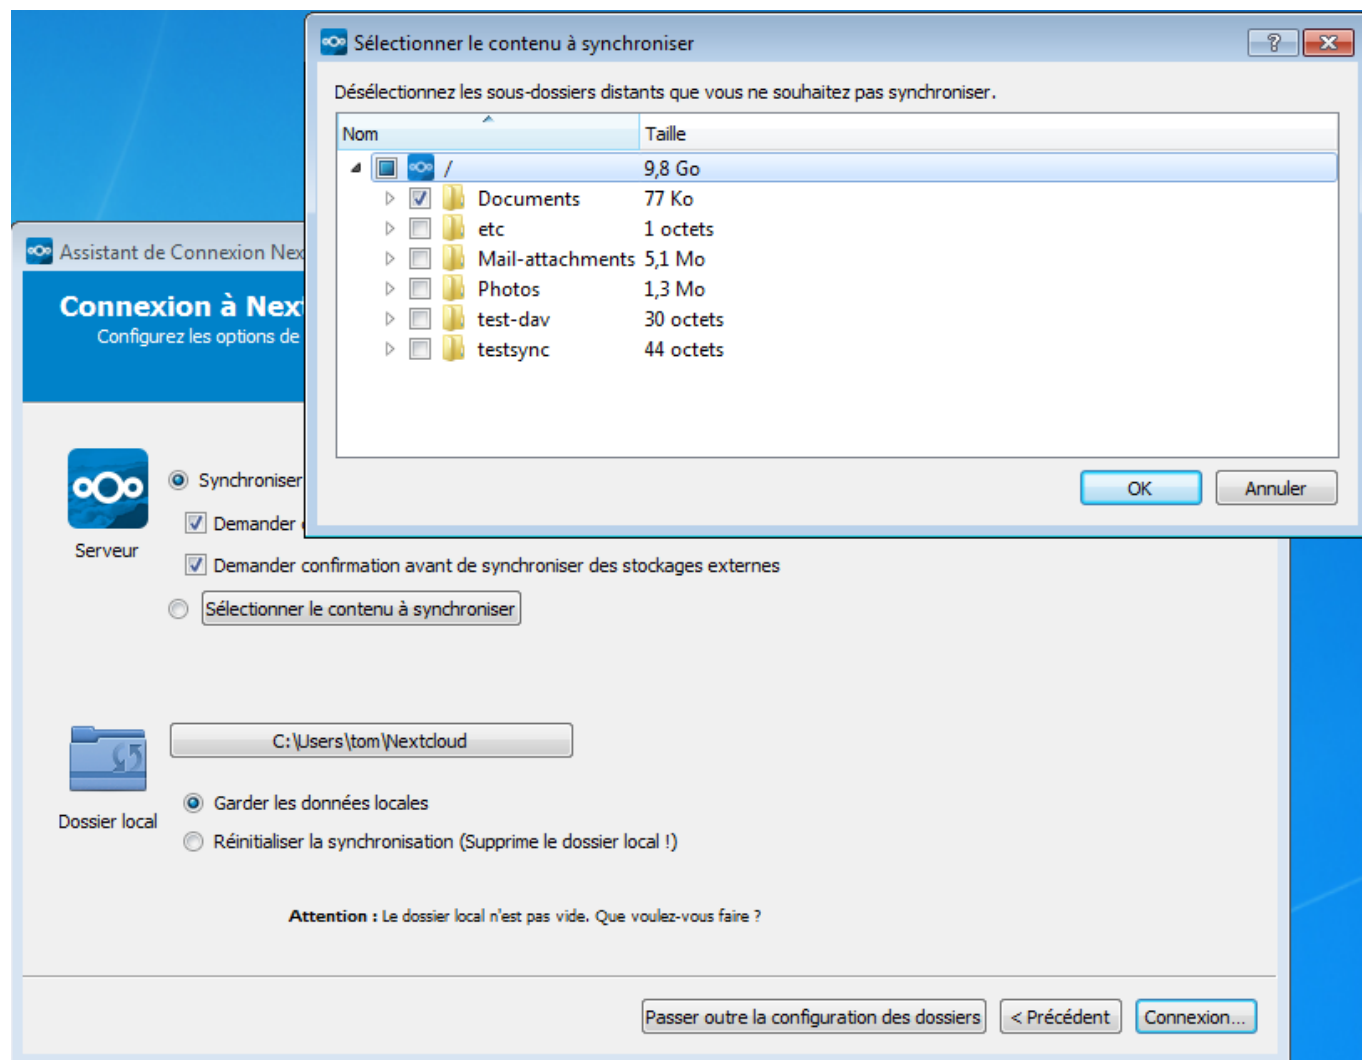 Sélectionner le contenu à synchroniser
Désélectionnez les sous-dossiers distants que vous ne souhaitez pas synchroniser.
Nom Taille
/ 9,8 Go
Documents 77 Ko
etc 1 octets
Mail-attachments 5,1 Mo
Photos 1,3 Mo
test-dav 30 octets
testsync 44 octets
OK Annuler
Assistant de Connexion Nex
Connexion à Nex
Configurez les options de
Synchroniser
Demander
Serveur
Demander confirmation avant de synchroniser des stockages externes
Sélectionner le contenu à synchroniser
C:\Users\tom\Nextcloud
Garder les données locales
Dossier local
Réinitialiser la synchronisation (Supprime le dossier local !)
Attention : Le dossier local n'est pas vide. Que voulez-vous faire ?
Passer outre la configuration des dossiers < Précédent Connexion...